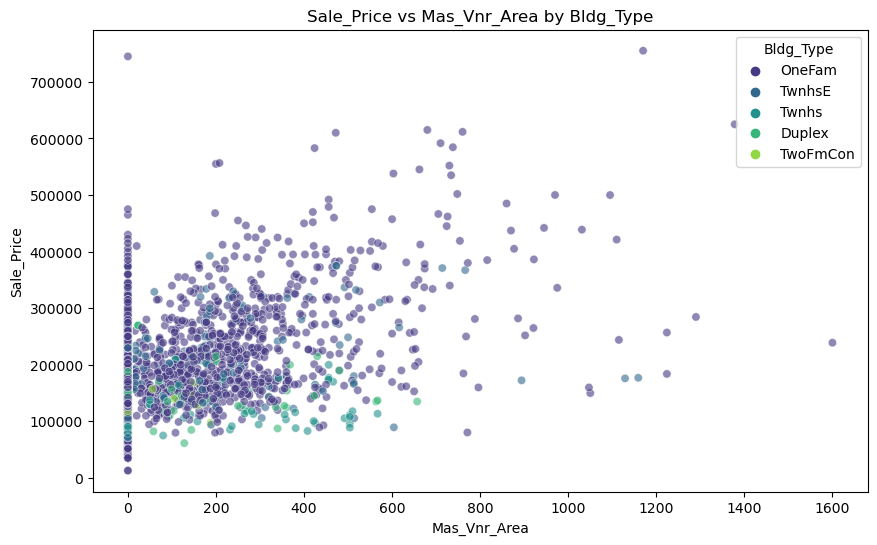 Sale_Price vs Mas_Vnr_Area by Bldg_Type
Bldg_Type
OneFam
TwnhsE
Twnhs
Duplex
TwoFmCon
Sale_Price
700000
600000
500000
400000
300000
200000
100000
0
0 200 400 600 800 1000 1200 1400 1600
Mas_Vnr_Area